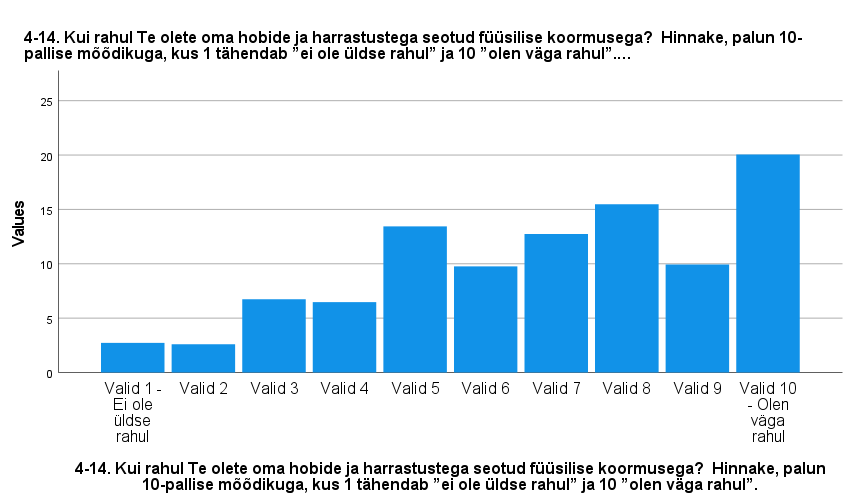 4-14. Kui rahul Te olete oma hobide ja harrastustega seotud füüsilise koormusega?  Hinnake, palun 10-
pallise mõõdikuga, kus 1 tähendab ”ei ole üldse rahul” ja 10 ”olen väga rahul”....
25
20
15
10
5
0
Values
Valid 1 -
Ei ole
üldse
rahul
Valid 2
Valid 3
Valid 4
Valid 5
Valid 6
Valid 7
Valid 8
Valid 9
Valid 10
- Olen
väga
rahul
4-14. Kui rahul Te olete oma hobide ja harrastustega seotud füüsilise koormusega?  Hinnake, palun
10-pallise mõõdikuga, kus 1 tähendab ”ei ole üldse rahul” ja 10 ”olen väga rahul”.